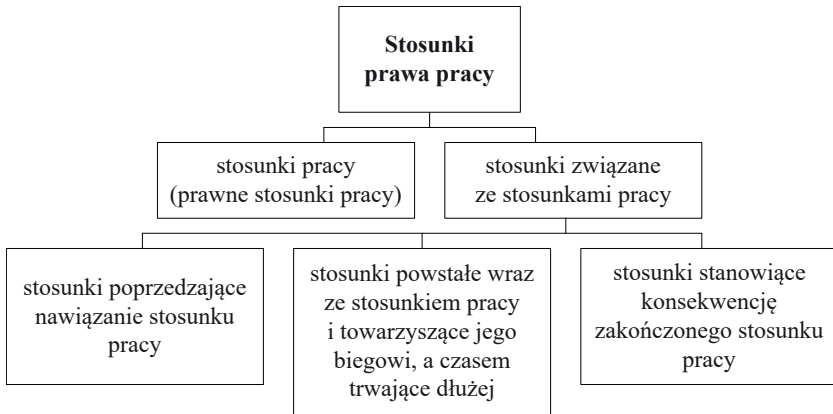 Stosunki
prawa pracy
stosunki pracy
(prawne stosunki pracy)
stosunki związane
ze stosunkami pracy
stosunki poprzedzające
nawiązanie stosunku
pracy
stosunki powstałe wraz
ze stosunkiem pracy
i towarzyszące jego
biegowi, a czasem
trwające dłużej
stosunki stanowiące
konsekwencję
zakończonego stosunku
pracy